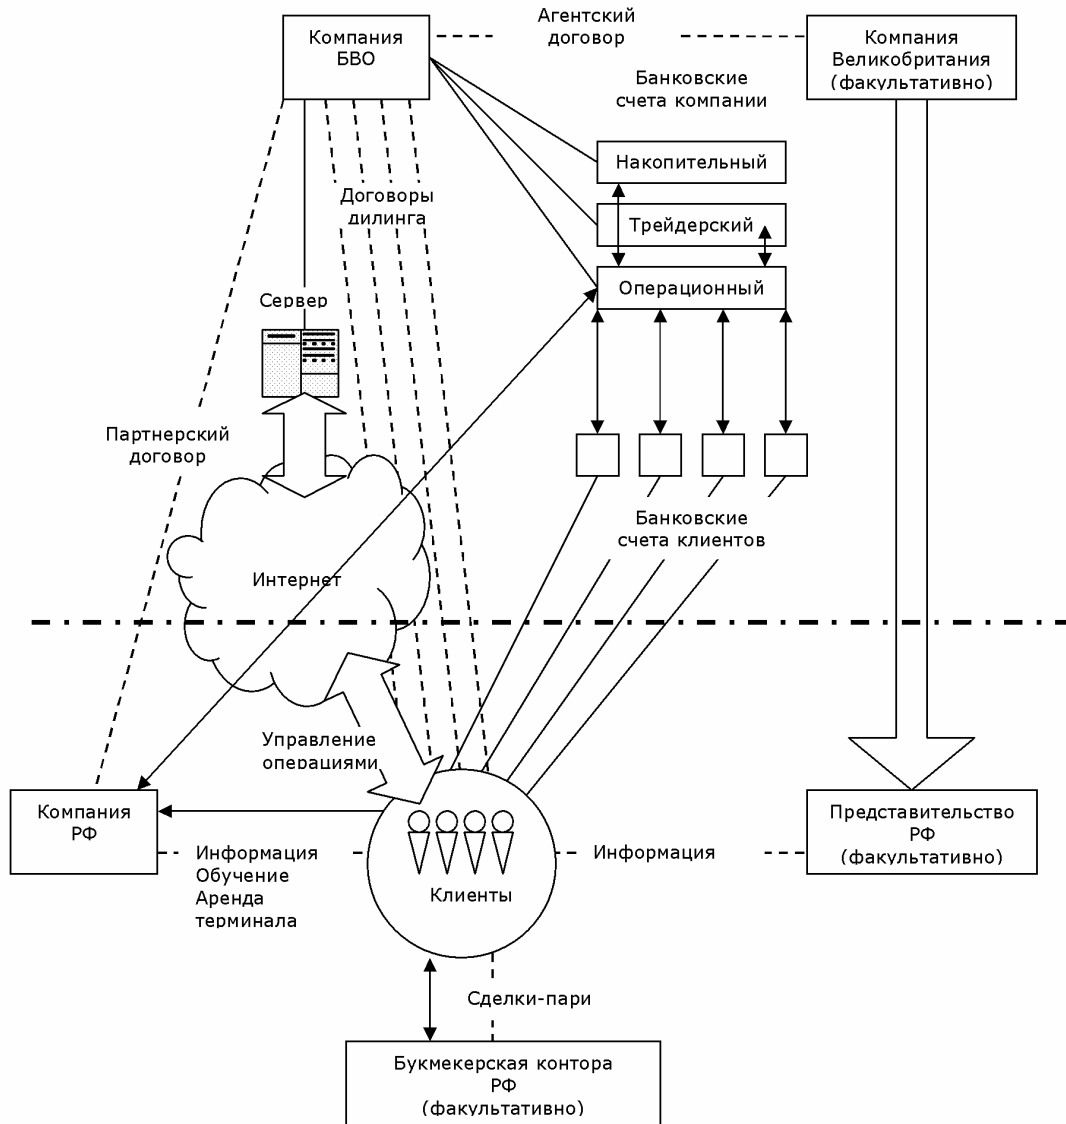 Компания
БВО
Агентский
договор
Компания
Великобритания
(факультативно)
Банковские
счета компании
Накопительный
Трейдерский
Операционный
Договоры
дилинга
Сервер
Партнерский
договор
Банковские
счета клиентов
Интернет
Управление
операциями
Компания
РФ
Информация
Обучение
Аренда
терминала
Клиенты
Информация
Представительство
РФ
(факультативно)
Сделки-пари
Букмекерская контора
РФ
(факультативно)